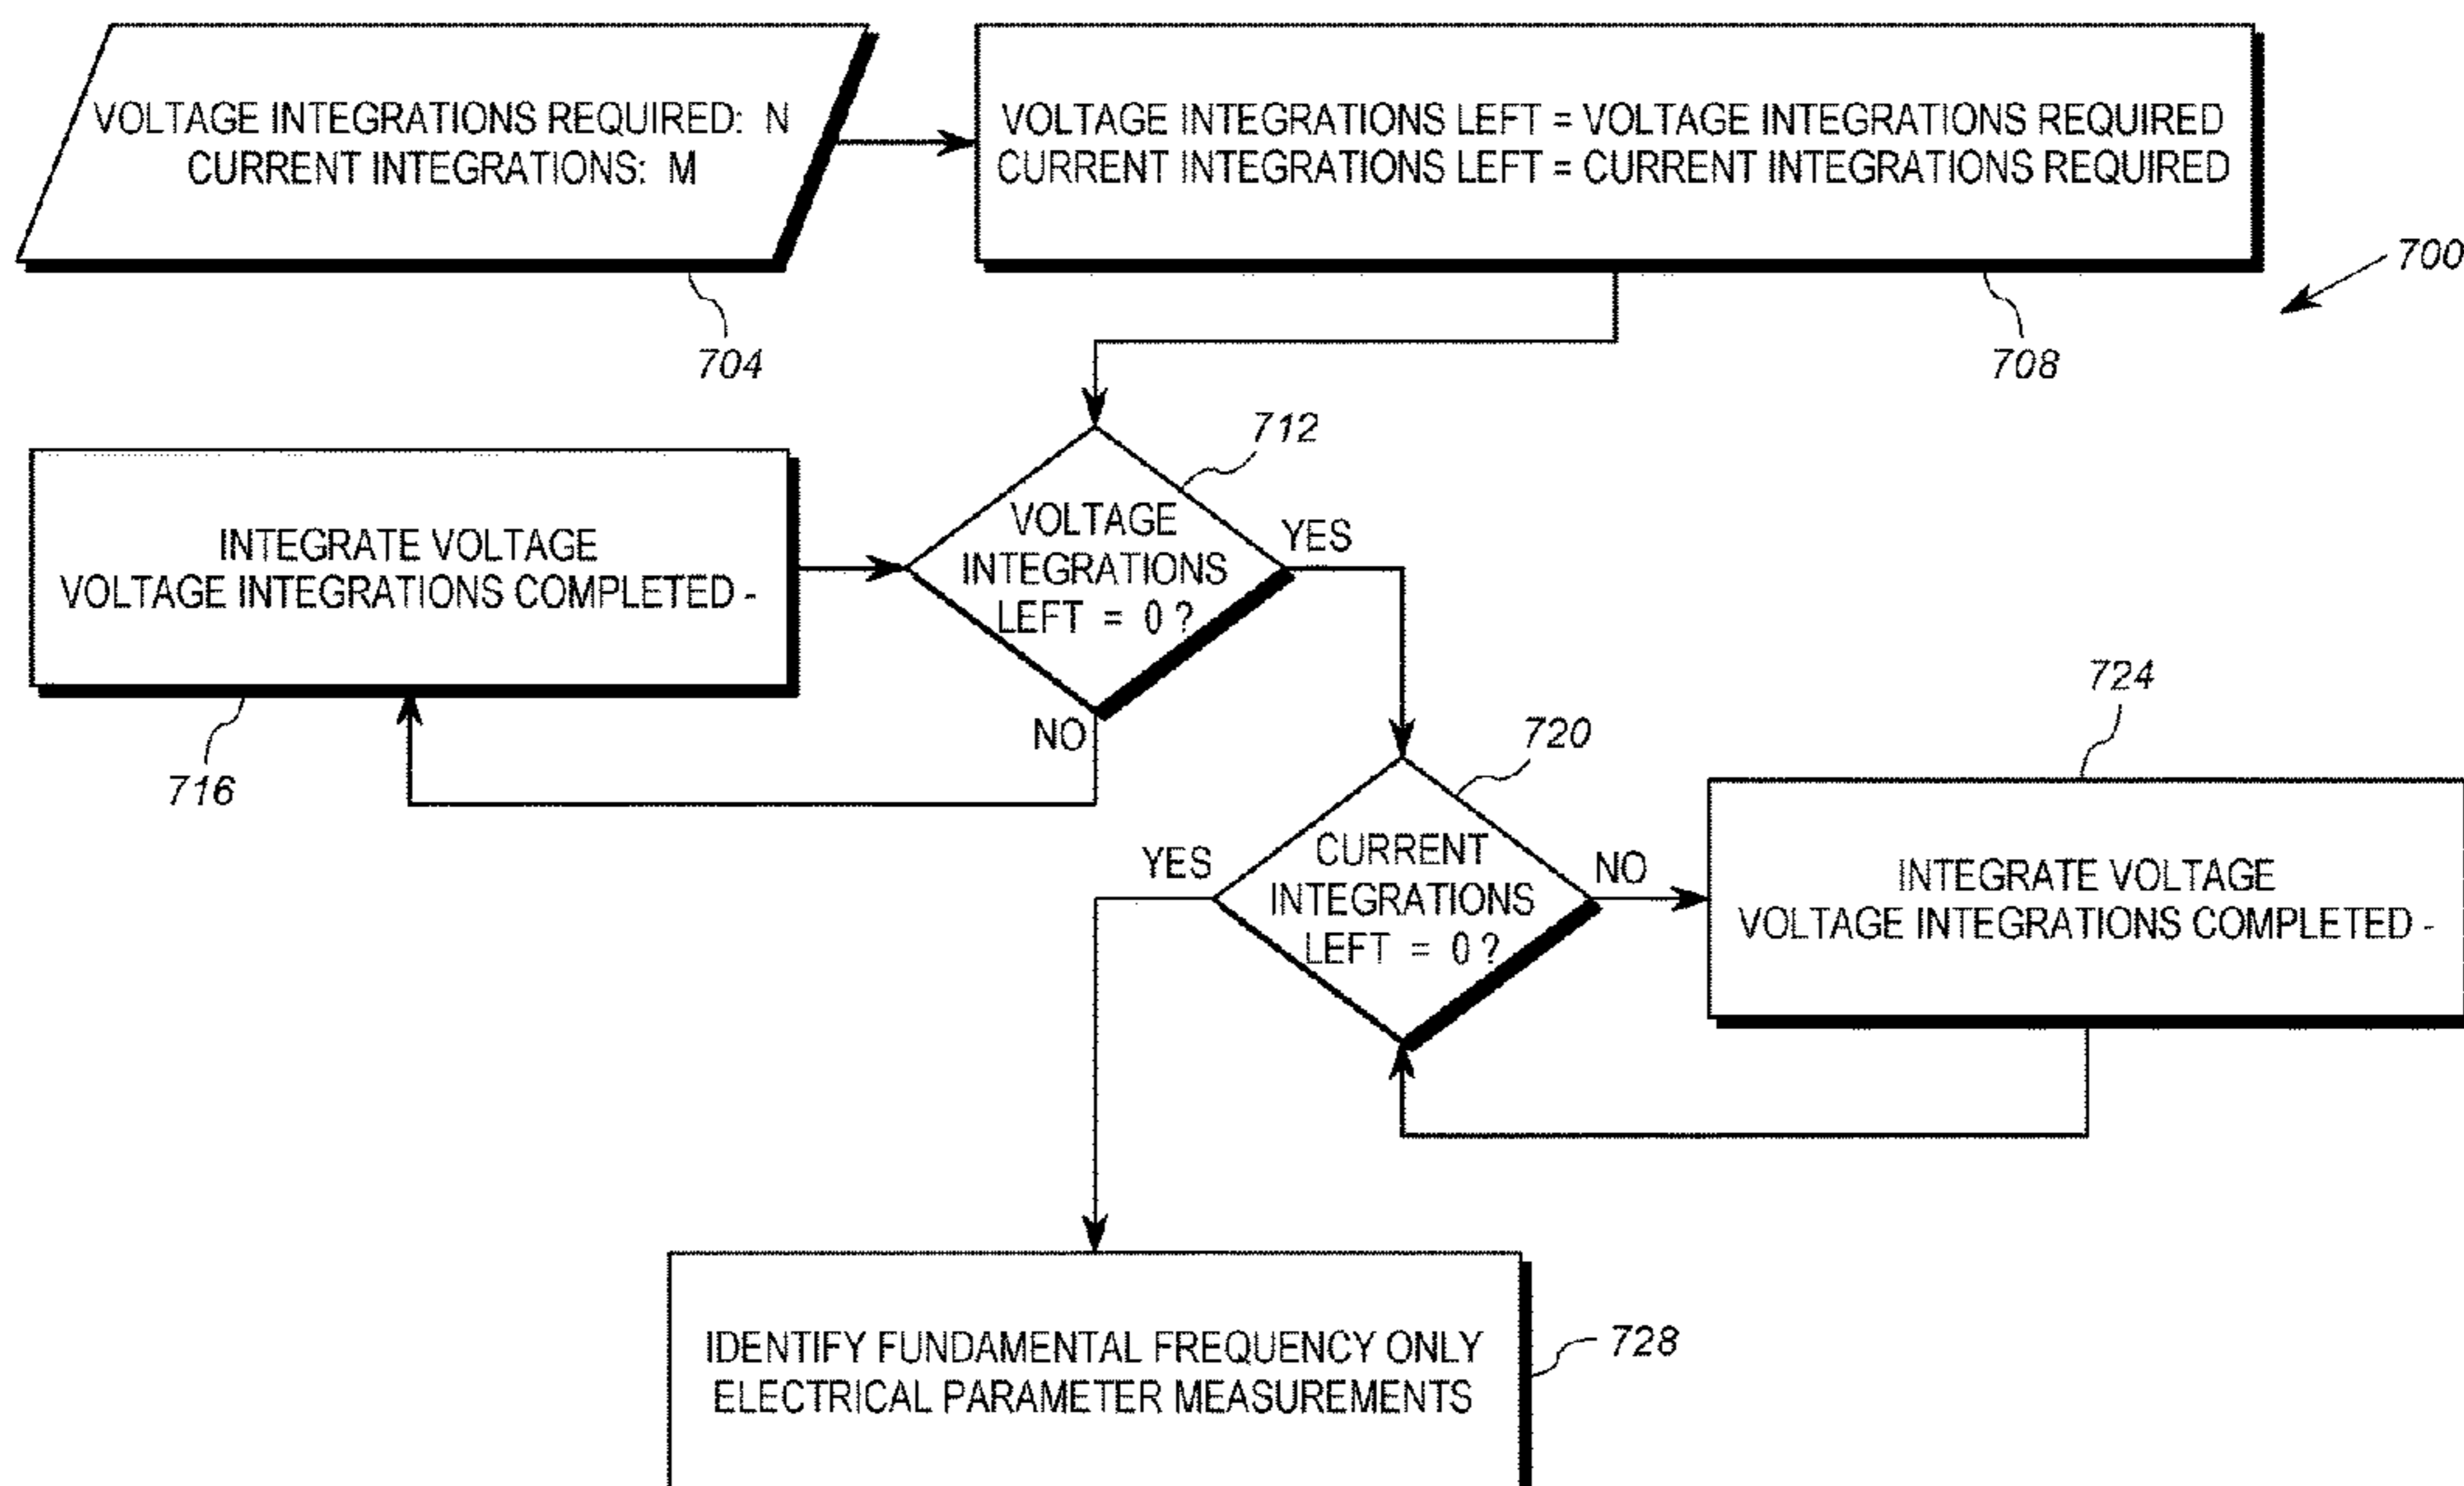 VOLTAGE INTEGRATIONS REQUIRED: N
CURRENT INTEGRATIONS: M
704
VOLTAGE INTEGRATIONS LEFT = VOLTAGE INTEGRATIONS REQUIRED
CURRENT INTEGRATIONS LEFT = CURRENT INTEGRATIONS REQUIRED
708
700
712
VOLTAGE
INTEGRATIONS
LEFT = 0 ?
YES
NO
INTEGRATE VOLTAGE
VOLTAGE INTEGRATIONS COMPLETED -
716
720
CURRENT
INTEGRATIONS
LEFT = 0 ?
YES
NO
724
INTEGRATE VOLTAGE
VOLTAGE INTEGRATIONS COMPLETED -
IDENTIFY FUNDAMENTAL FREQUENCY ONLY
ELECTRICAL PARAMETER MEASUREMENTS
728